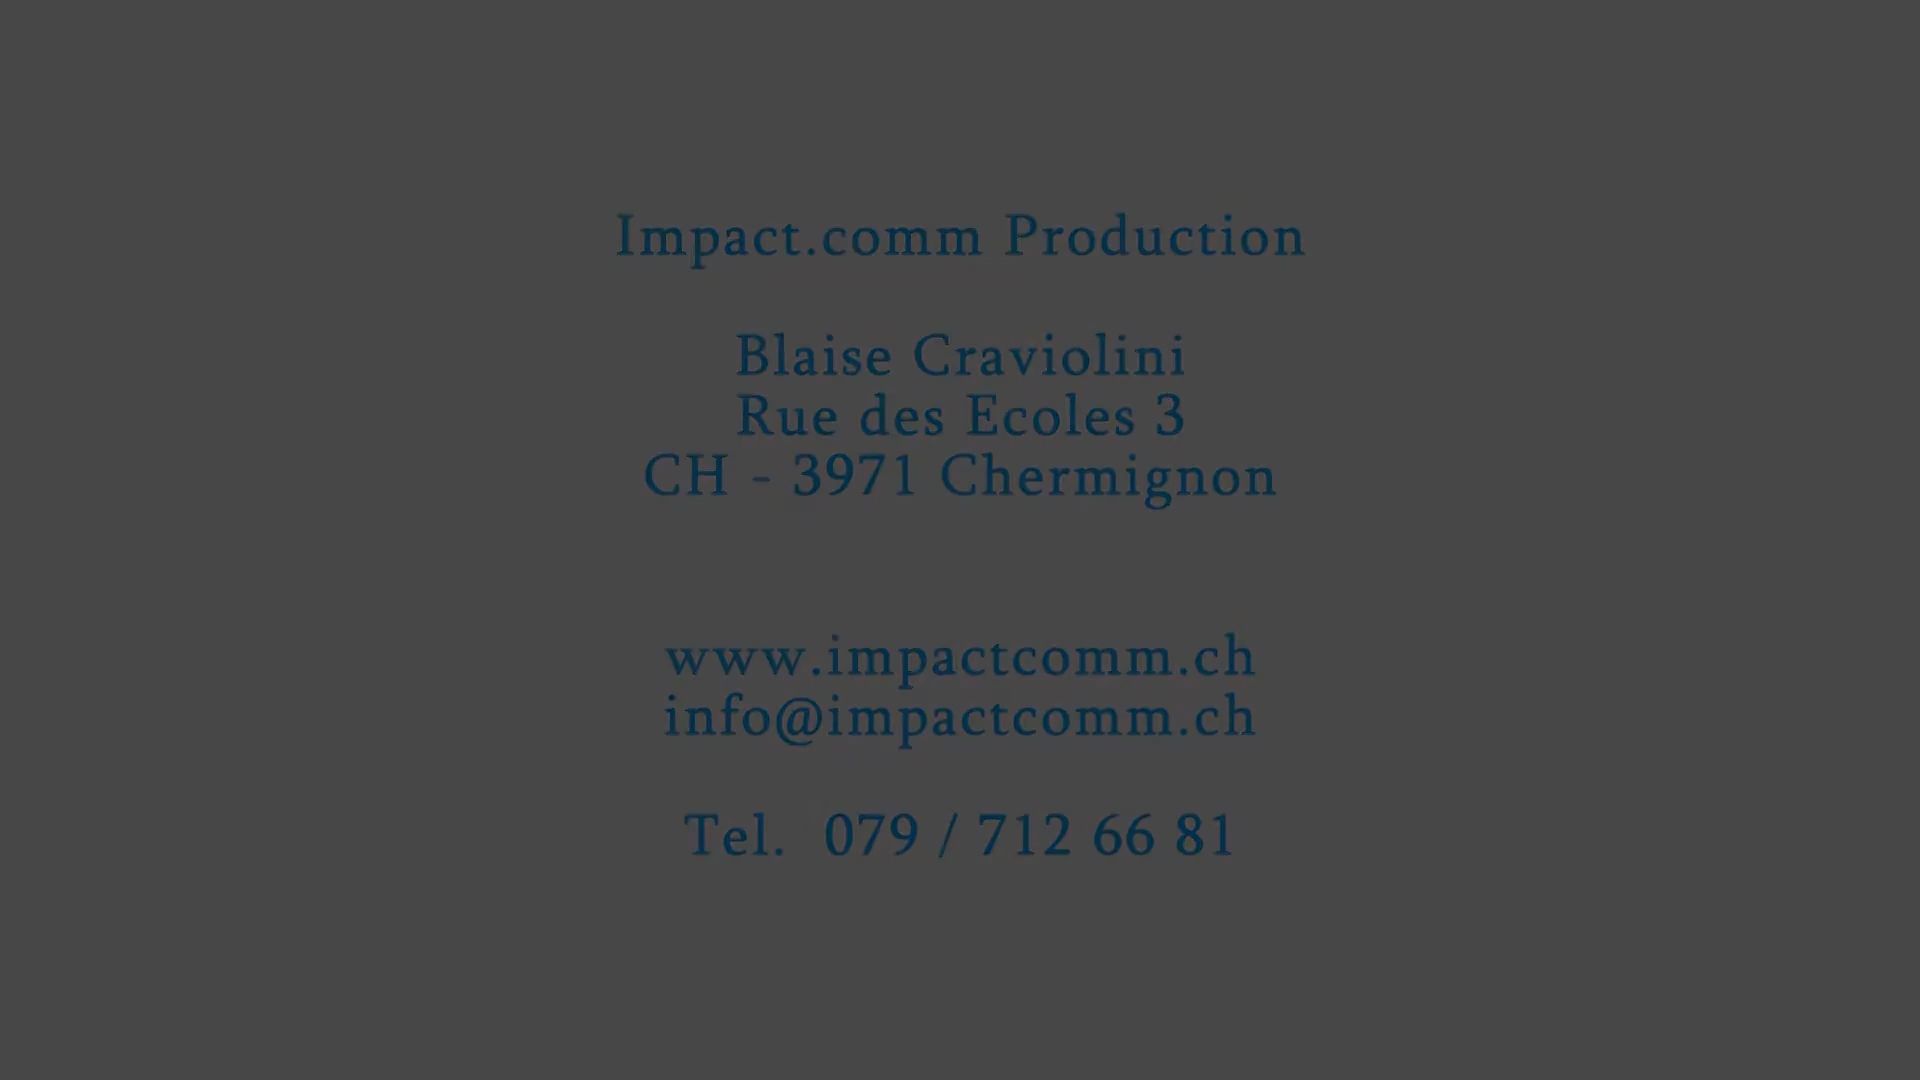 Impact.comm Production
Blaise Craviolini
Rue des Ecoles 3
CH - 3971 Chermignon
www.impactcomm.ch
info@impactcomm.ch
Tel. 079 / 712 66 81